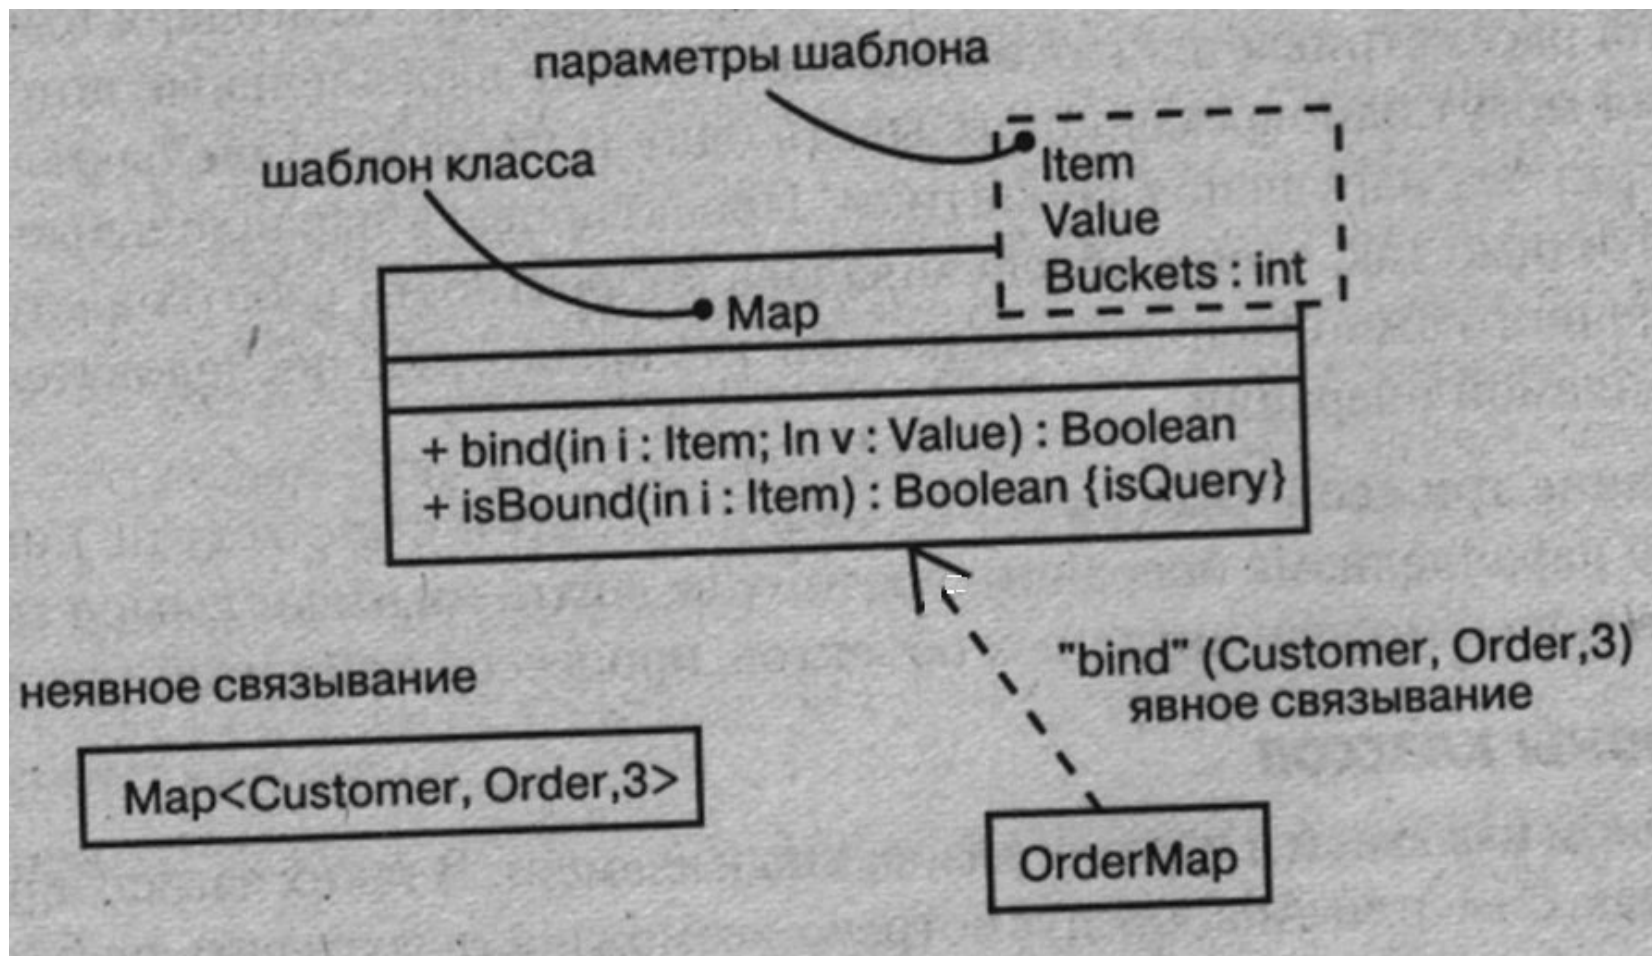 параметры шаблона
шаблон класса
Item
Value
Buckets : int
Map
+ bind(in i : Item; In v : Value) : Boolean
+ isBound(in i : Item) : Boolean {isQuery}
неявное связывание
"bind" (Customer, Order,3)
явное связывание
Map<Customer, Order,3>
OrderMap